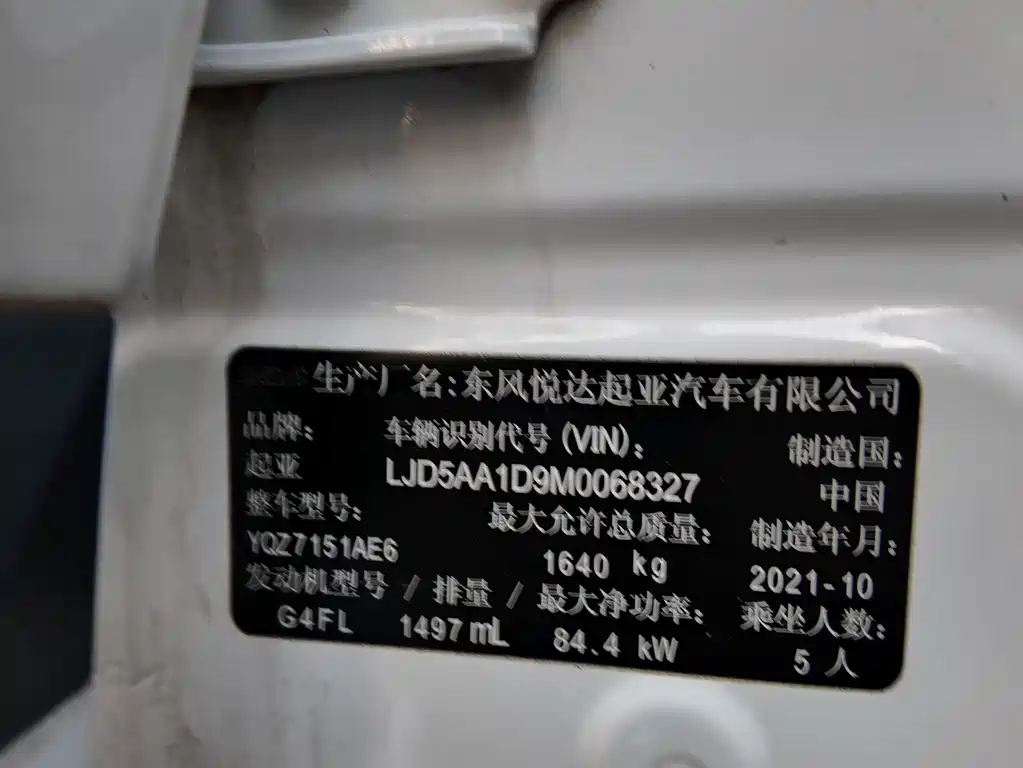 生产厂名:东风悦达起亚汽车有限公司
品牌: 车辆识别代号(VIN): 制造国:
起亚 LJD5AA1D9M0068327 中国
整车型号: 最大允许总质量: 制造年月:
YQZ7151AE6 1640 kg 2021-10
发动机型号 / 排量 / 最大净功率: 乘坐人数:
G4FL 1497mL 84.4 kW 5 人